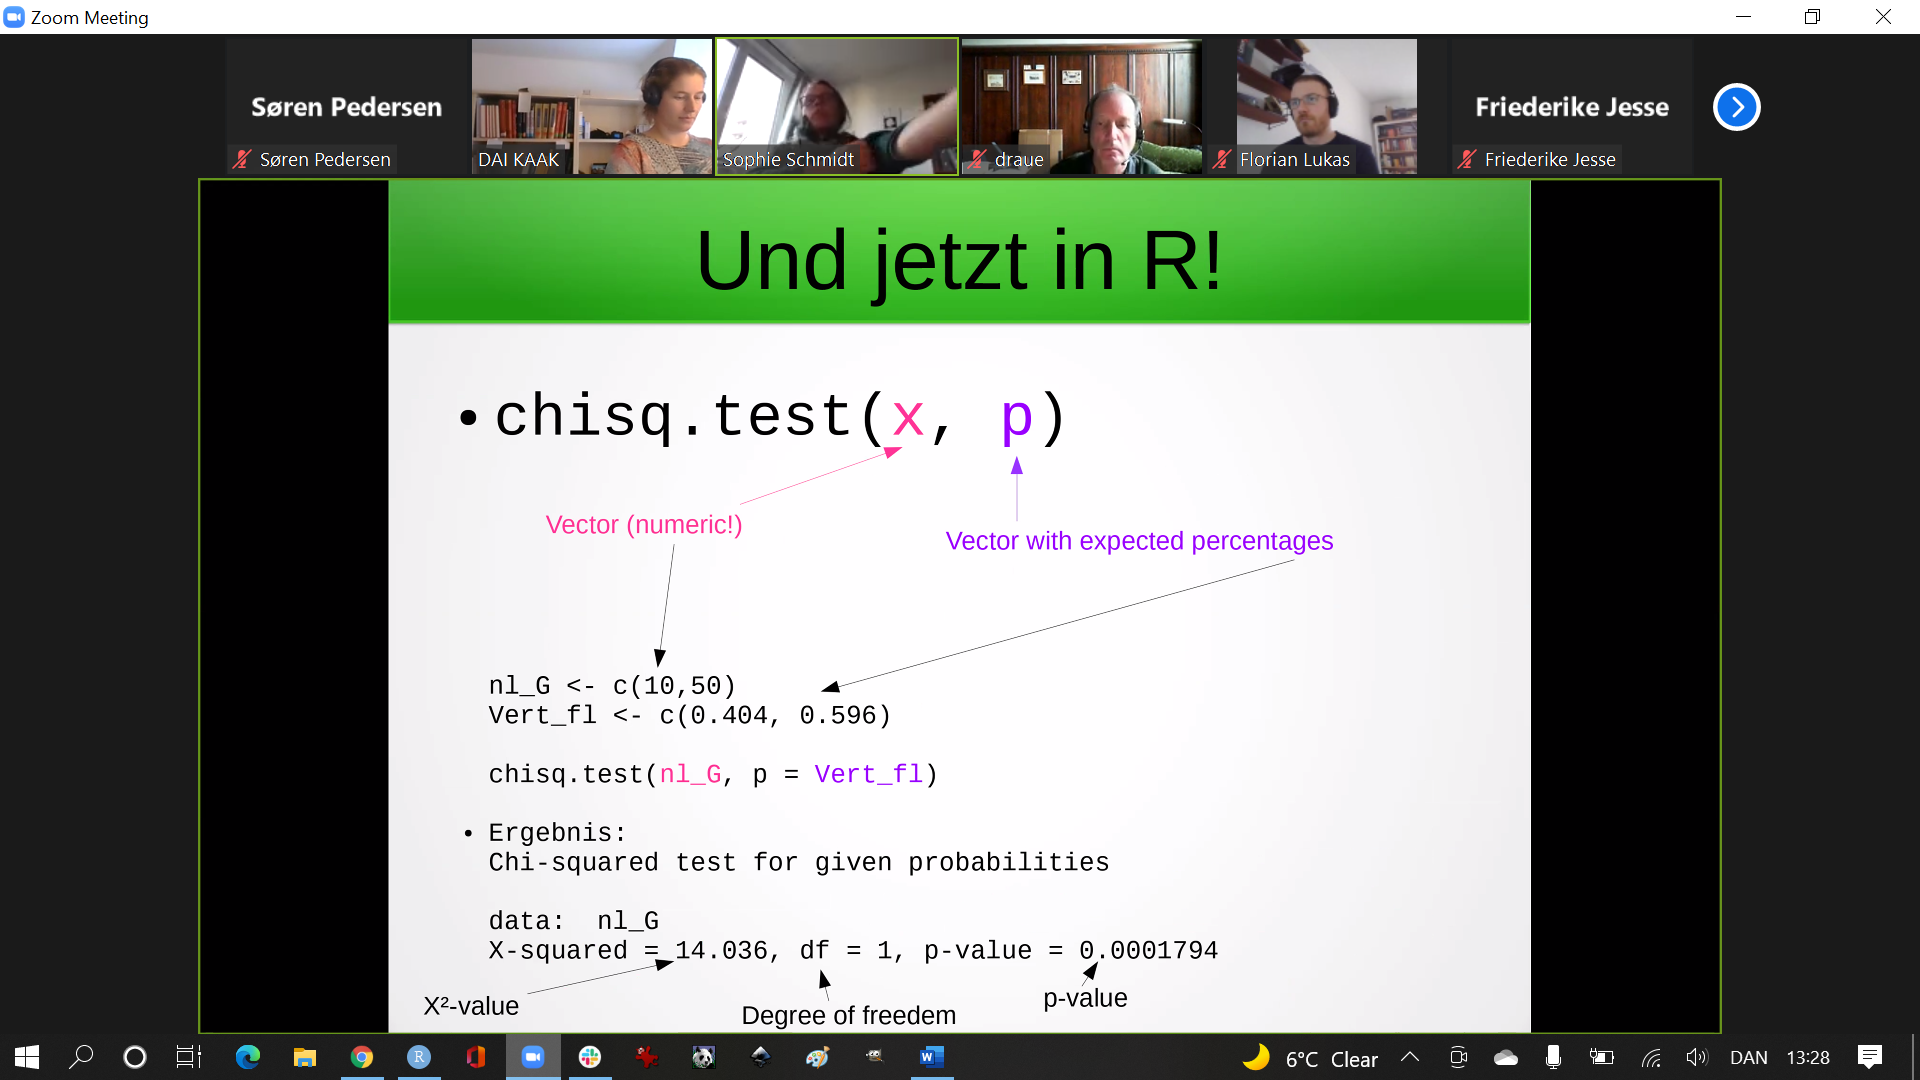 Zoom Meeting
Søren Pedersen
Friederike Jesse
Søren Pedersen
DAI KAAK
Sophie Schmidt
draue
Florian Lukas
Friederike Jesse
Und jetzt in R!
• chisq.test(x, p)
Vector (numeric!)
Vector with expected percentages
nl_G <- c(10,50)
Vert_fl <- c(0.404, 0.596)
chisq.test(nl_G, p = Vert_fl)
• Ergebnis:
Chi-squared test for given probabilities
data:  nl_G
X-squared = 14.036, df = 1, p-value = 0.0001794
X²-value
Degree of freedem
p-value
6°C Clear
DAN
13:28